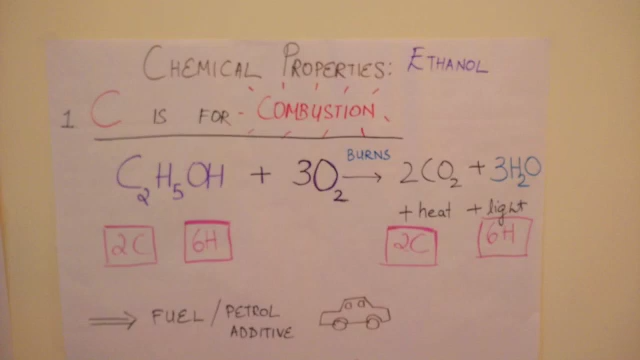 CHEMICAL PROPERTIES: ETHANOL
1 C IS FOR - COMBUSTION
C₂H₅OH + 3O₂ BURNS → 2CO₂ + 3H₂O
+ heat + light
2C 6H 2C 6H
⟹ FUEL / PETROL ADDITIVE